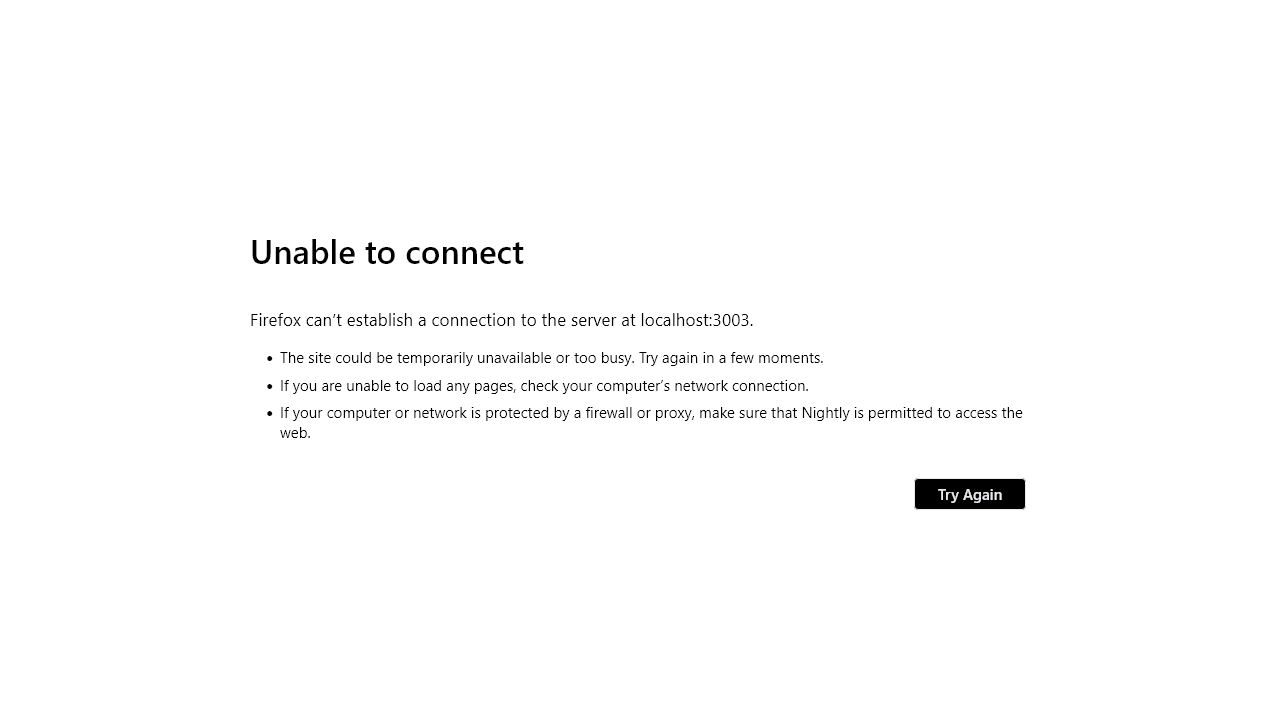 Unable to connect
Firefox can’t establish a connection to the server at localhost:3003.
• The site could be temporarily unavailable or too busy. Try again in a few moments.
• If you are unable to load any pages, check your computer’s network connection.
• If your computer or network is protected by a firewall or proxy, make sure that Nightly is permitted to access the
web.
Try Again